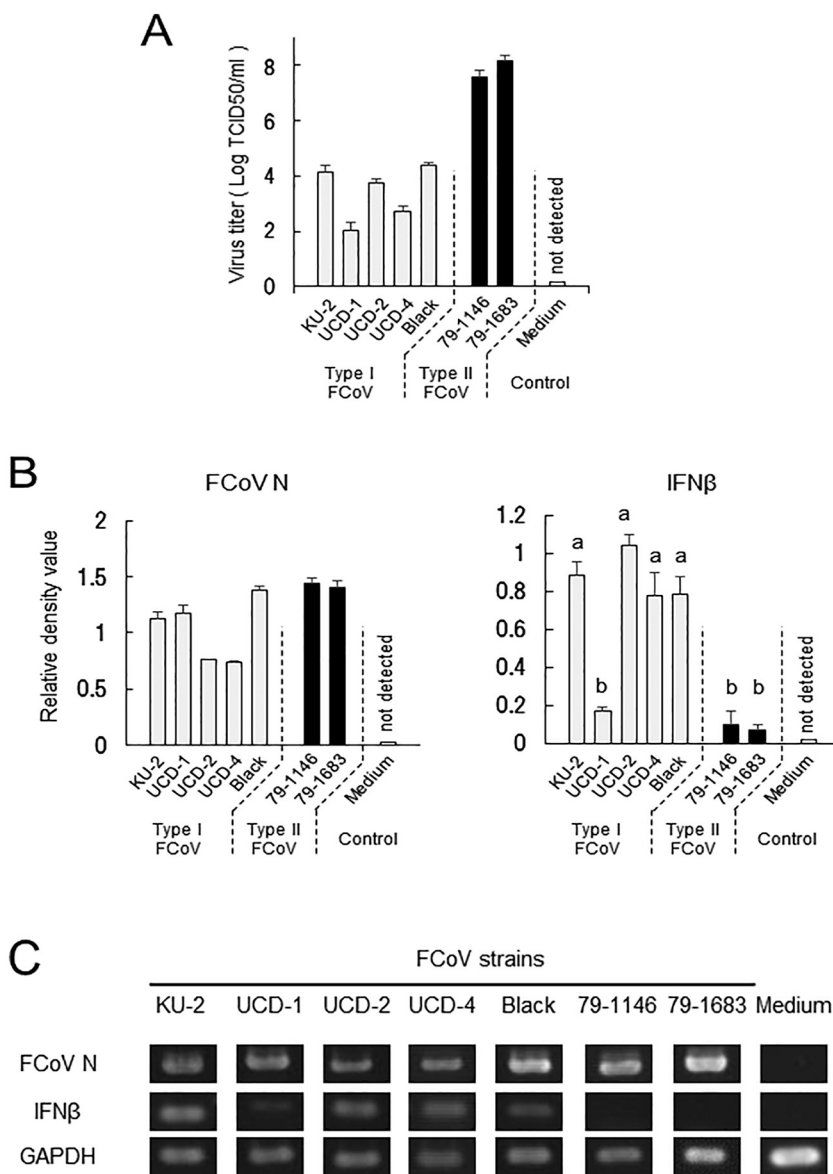 A
Virus titer ( Log TCID50/ml )
8
6
4
2
0
not detected
KU-2
UCD-1
UCD-2
UCD-4
Black
79-1146
79-1683
Medium
Type I
FCoV
Type II
FCoV
Control
B
FCoV N
Relative density value
2
1.5
1
0.5
0
not detected
KU-2
UCD-1
UCD-2
UCD-4
Black
79-1146
79-1683
Medium
Type I
FCoV
Type II
FCoV
Control
IFNβ
1.2
1
0.8
0.6
0.4
0.2
0
a
b
a
a
a
b
b
not detected
KU-2
UCD-1
UCD-2
UCD-4
Black
79-1146
79-1683
Medium
Type I
FCoV
Type II
FCoV
Control
C
FCoV strains
KU-2 UCD-1 UCD-2 UCD-4 Black 79-1146 79-1683 Medium
FCoV N
IFNβ
GAPDH